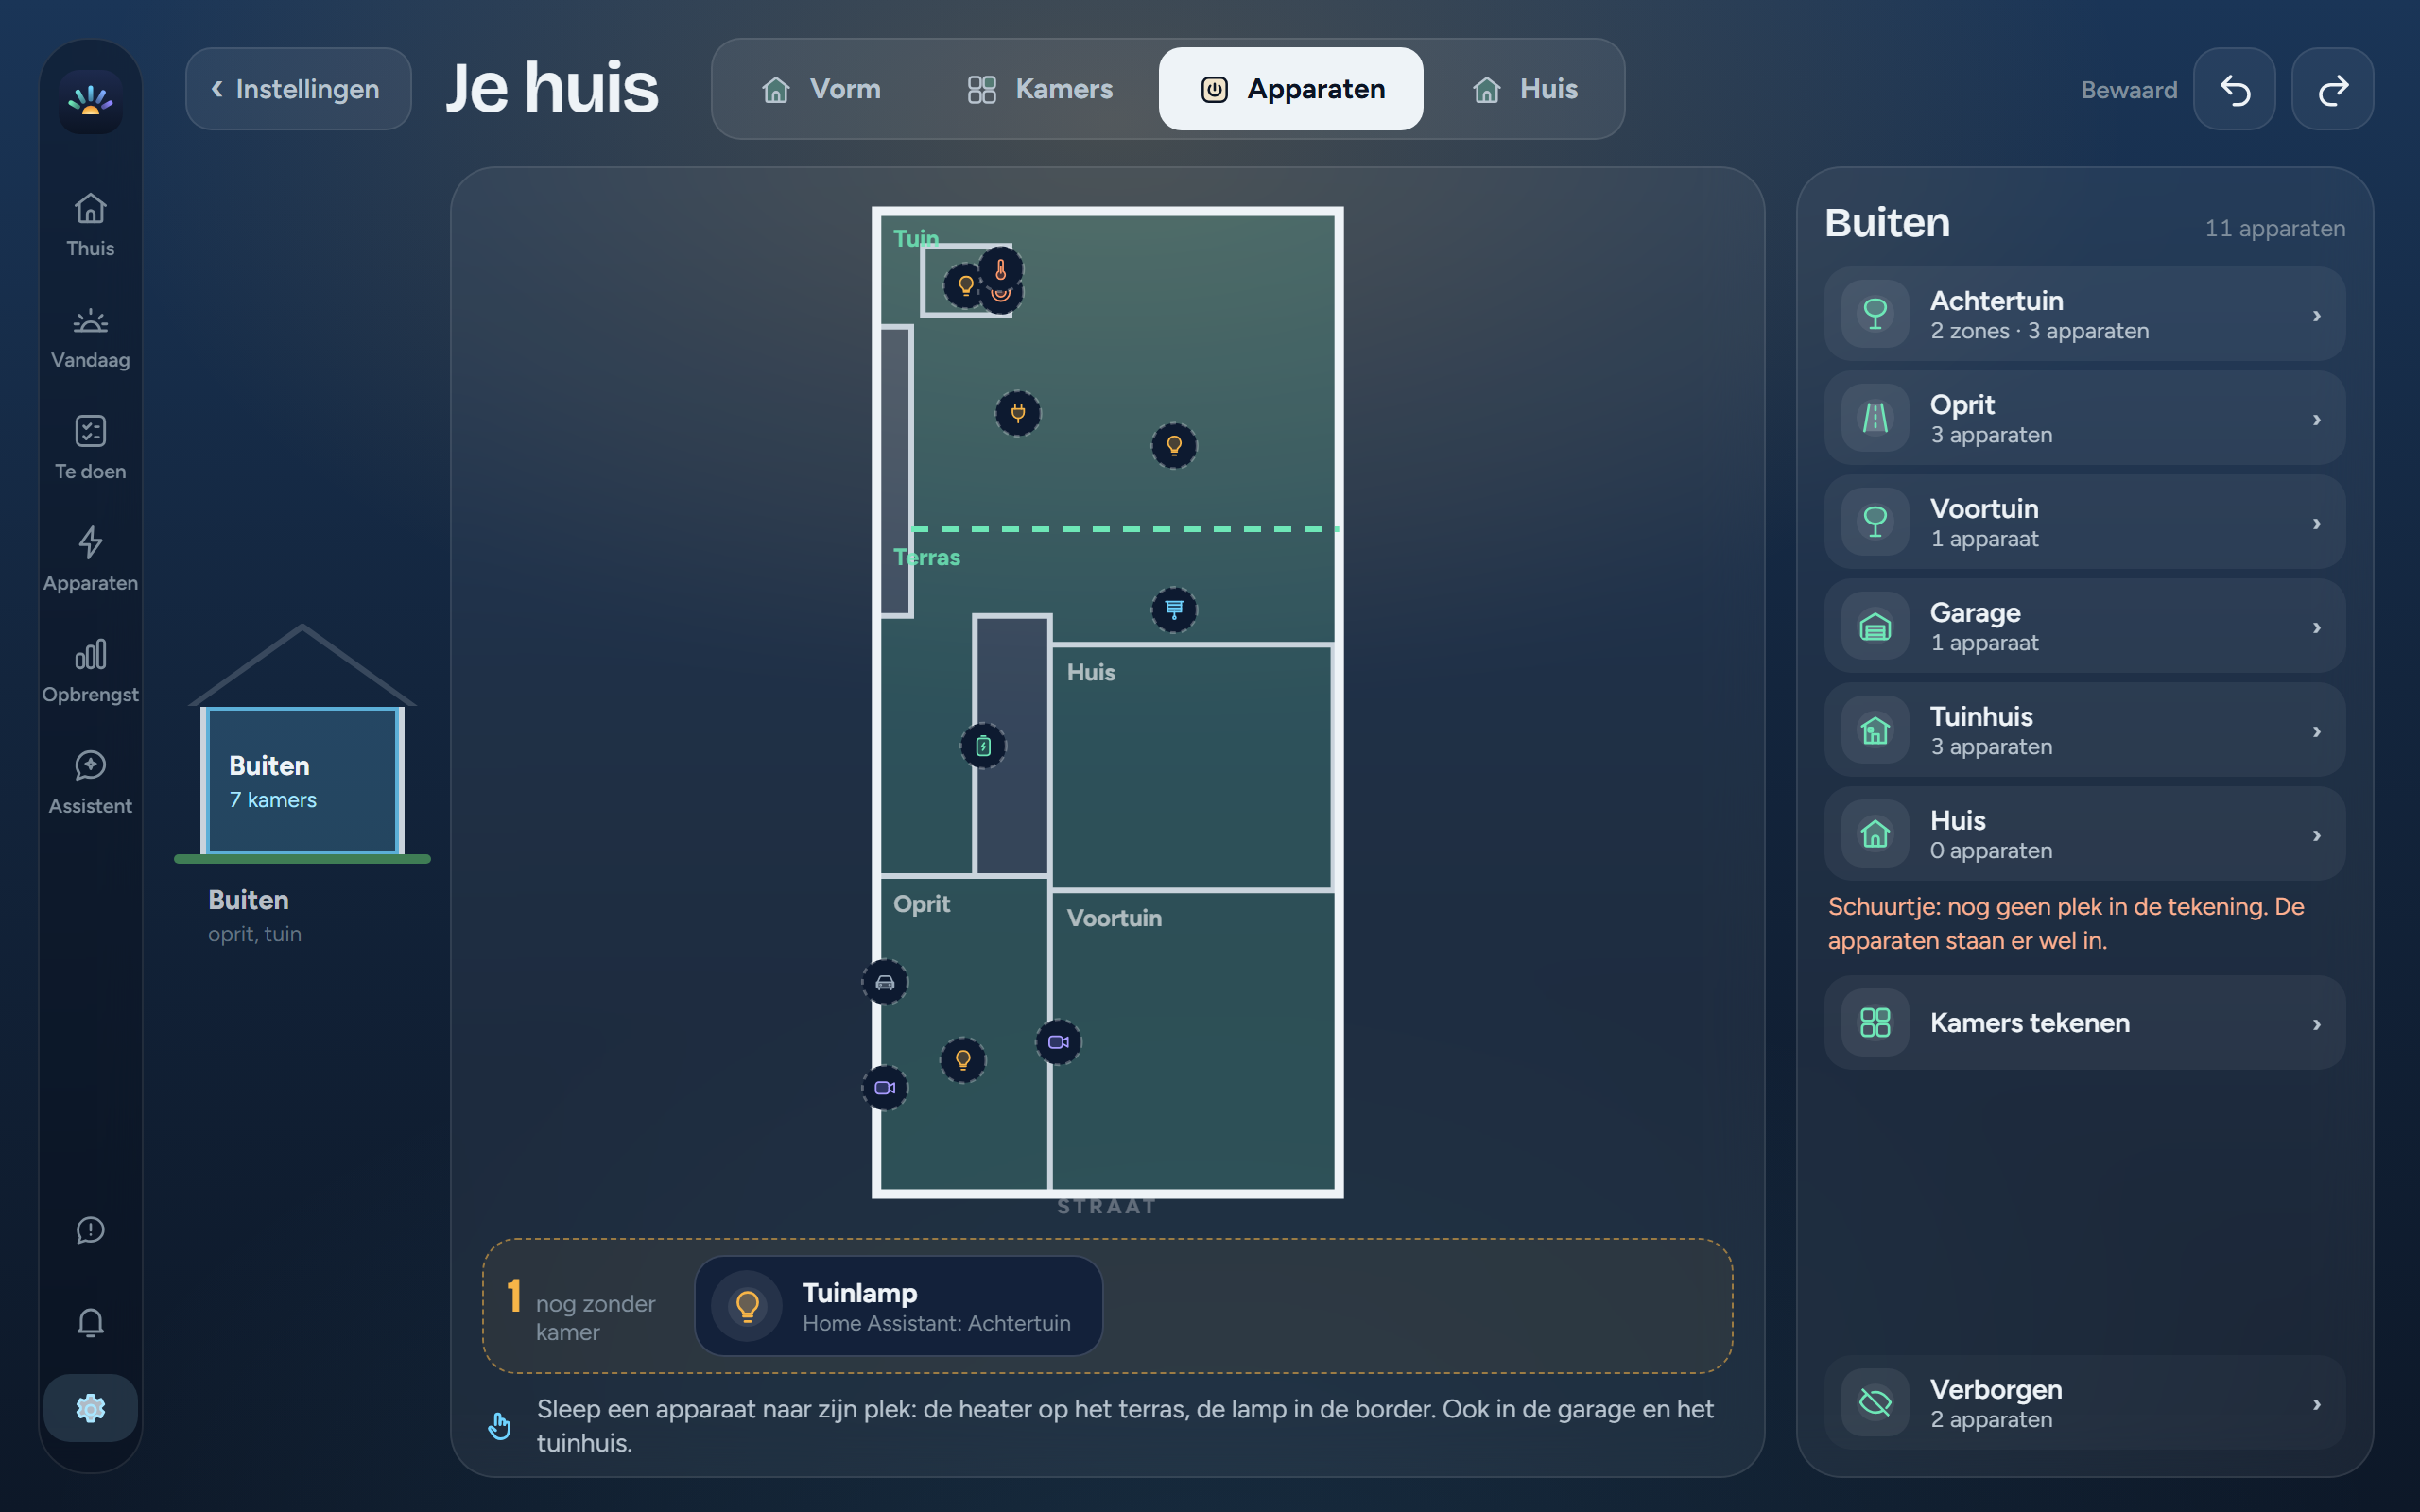 ‹ Instellingen
Je huis
Vorm
Kamers
Apparaten
Huis
Bewaard
Thuis
Vandaag
Te doen
Apparaten
Opbrengst
Assistent
Buiten
7 kamers
Buiten
oprit, tuin
Tuin
Terras
Huis
Oprit
Voortuin
STRAAT
1 nog zonder
kamer
Tuinlamp
Home Assistant: Achtertuin
Sleep een apparaat naar zijn plek: de heater op het terras, de lamp in de border. Ook in de garage en het
tuinhuis.
Buiten
11 apparaten
Achtertuin
2 zones · 3 apparaten
Oprit
3 apparaten
Voortuin
1 apparaat
Garage
1 apparaat
Tuinhuis
3 apparaten
Huis
0 apparaten
Schuurtje: nog geen plek in de tekening. De
apparaten staan er wel in.
Kamers tekenen
Verborgen
2 apparaten